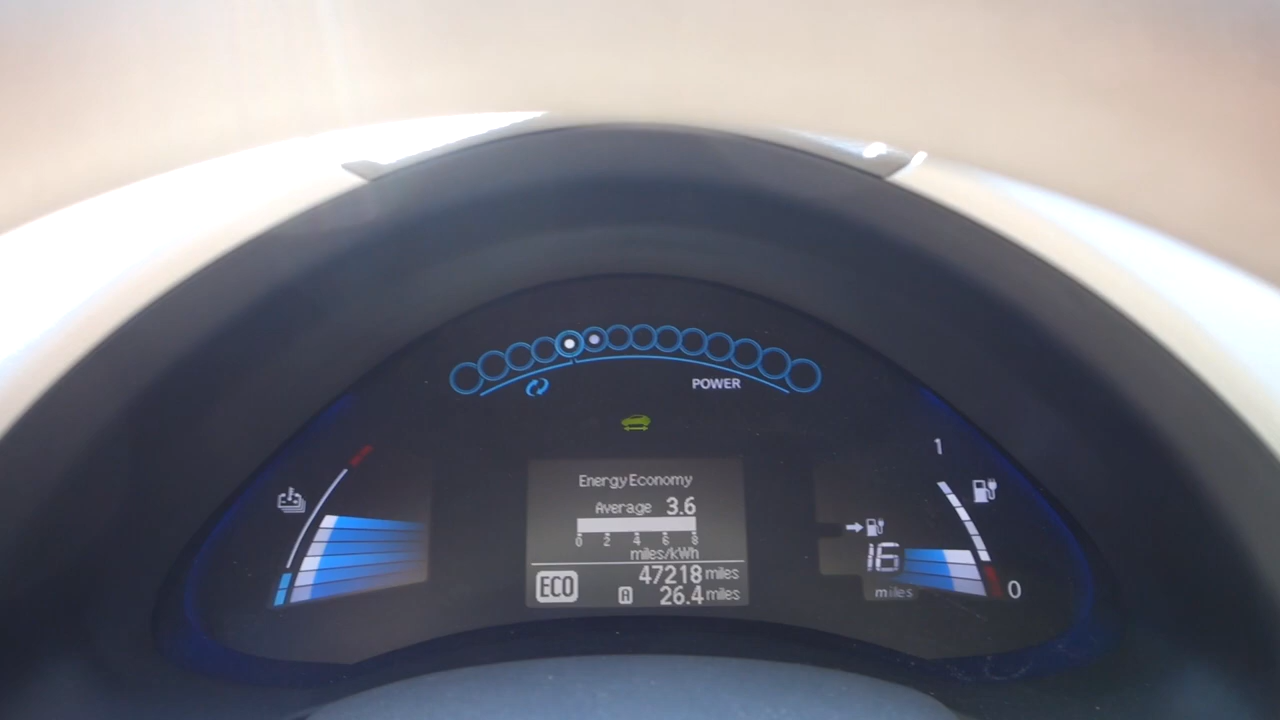 POWER
1
Energy Economy
Average 3.6
0 2 4 6 8
miles/kWh
16
miles
0
ECO
47218 miles
A 26.4 miles